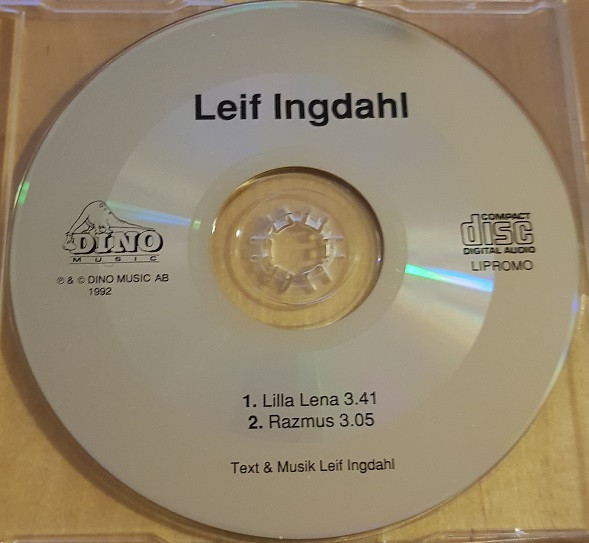 Leif Ingdahl
DINO
MUSIC
℗ & © DINO MUSIC AB
1992
COMPACT
disc
DIGITAL AUDIO
LIPROMO
1. Lilla Lena 3.41
2. Razmus 3.05
Text & Musik Leif Ingdahl